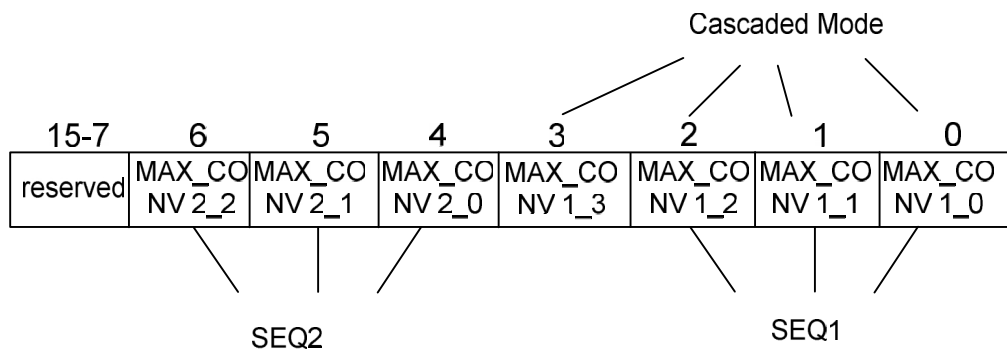 Cascaded Mode
15-7 6 5 4 3 2 1 0
reserved MAX_CO NV 2_2 MAX_CO NV 2_1 MAX_CO NV 2_0 MAX_CO NV 1_3 MAX_CO NV 1_2 MAX_CO NV 1_1 MAX_CO NV 1_0
SEQ2 SEQ1